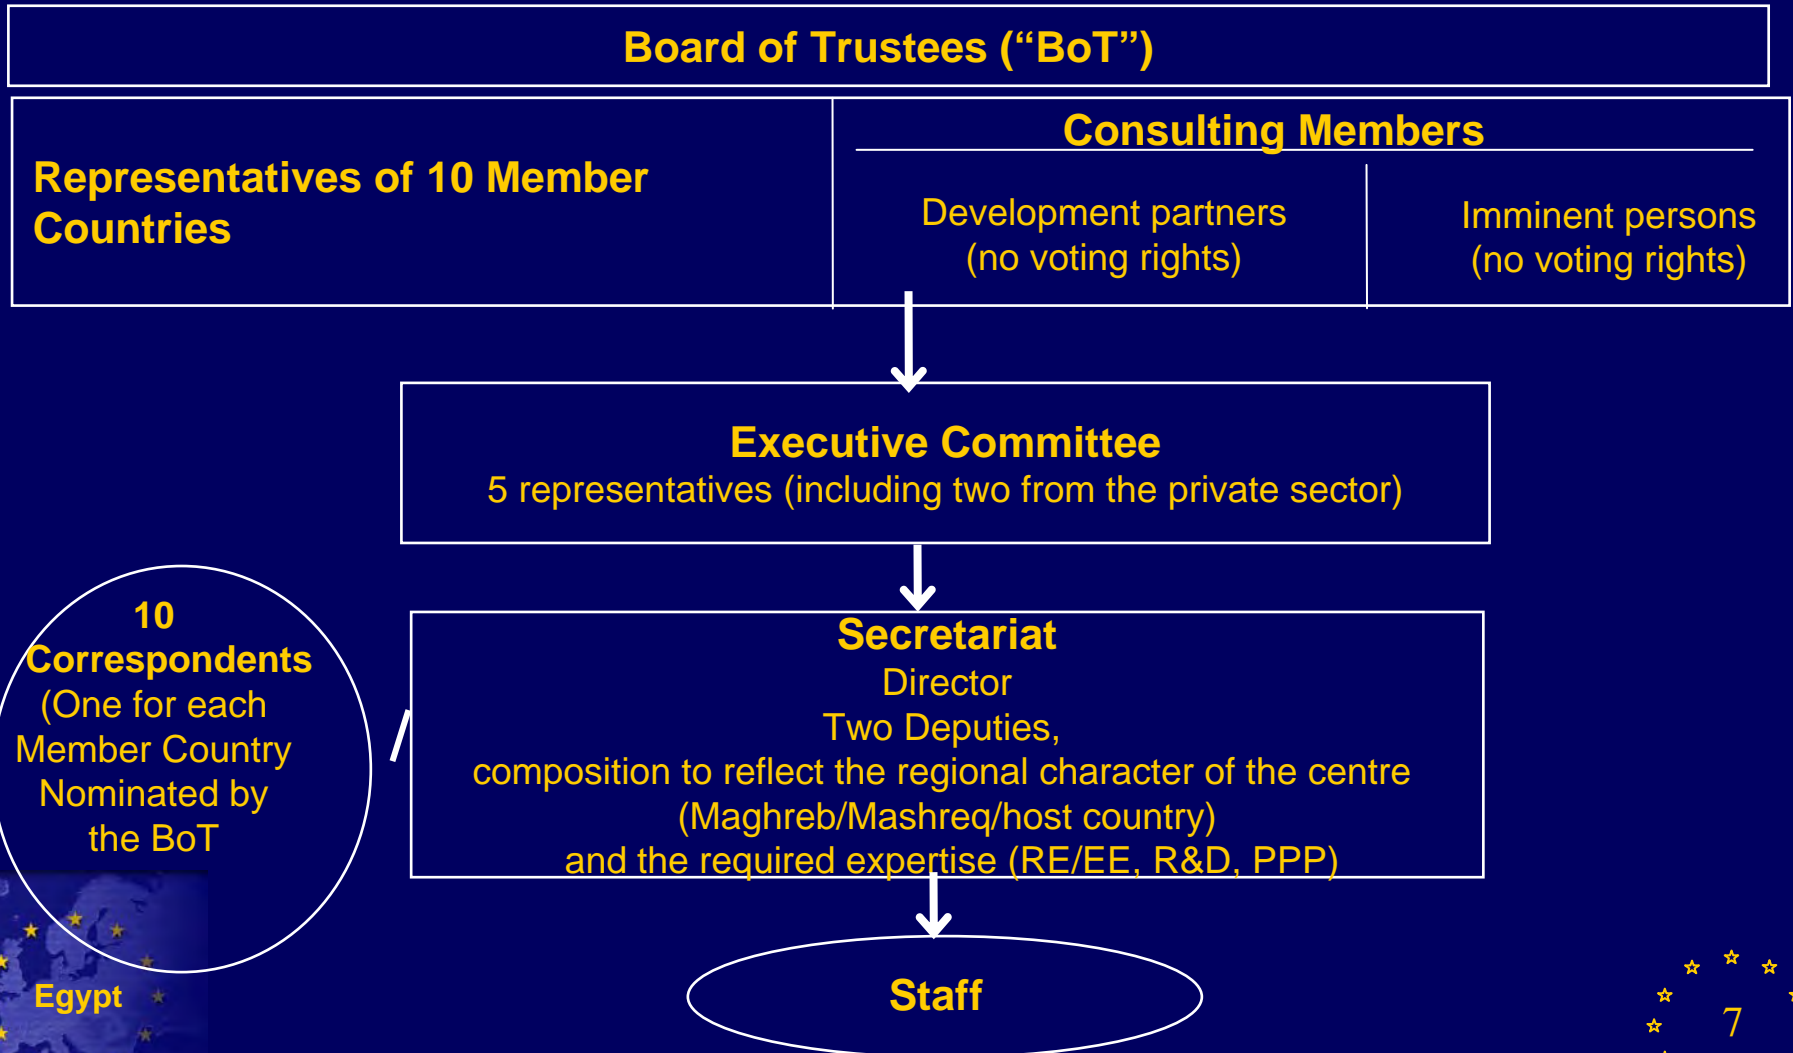 Board of Trustees (“BoT”)
Representatives of 10 Member
Countries
Consulting Members
Development partners
(no voting rights)
Imminent persons
(no voting rights)
Executive Committee
5 representatives (including two from the private sector)
10
Correspondents
(One for each
Member Country
Nominated by
the BoT
Secretariat
Director
Two Deputies,
composition to reflect the regional character of the centre
(Maghreb/Mashreq/host country)
and the required expertise (RE/EE, R&D, PPP)
Staff
Egypt
7